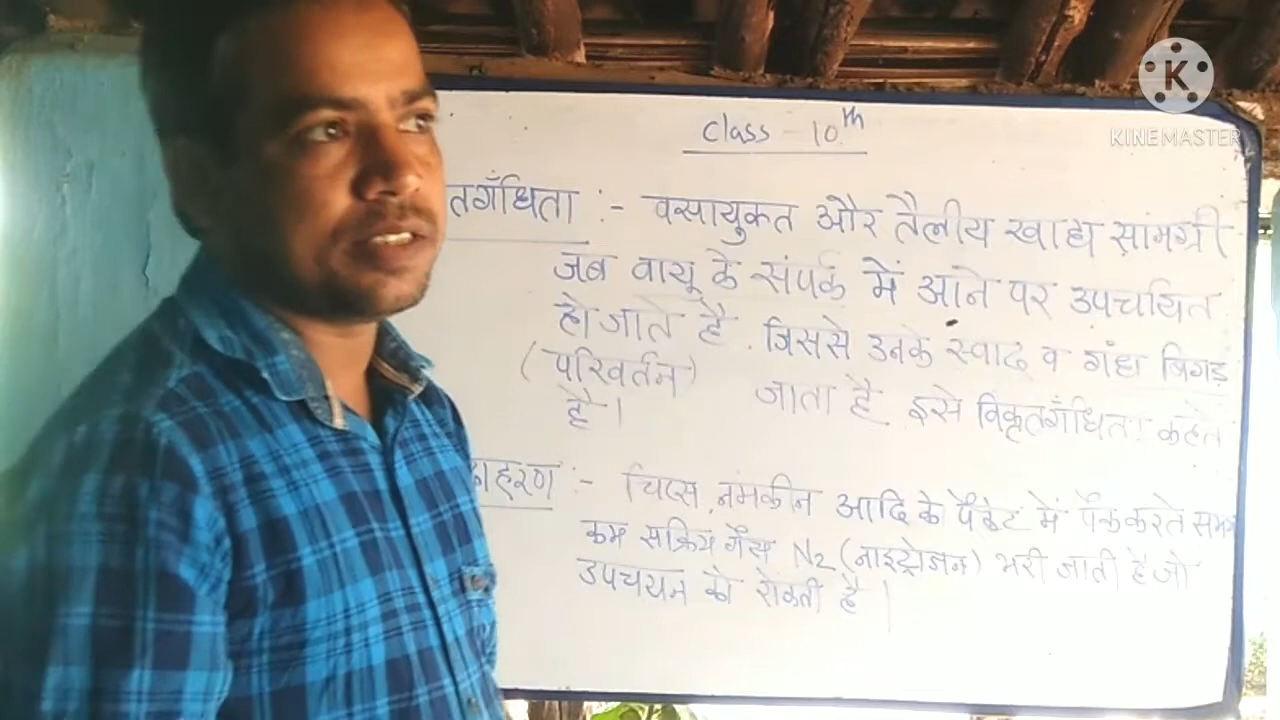 KINEMASTER
Class - 10th
तगँधिता :- वसायुक्त और तैलीय खाद्य सांमग्री
जब वायू के संपर्क में आने पर उपचयित
हो जाते है . जिससे उनके स्वाद व गंध बिगड़
(परिवर्तन) जाता है इसे विकृतगँधिता कहते
है।
ाहरण :- चिप्स, नमकीन आदि के पैकेट में पैक करते समय
कम सक्रिय गैस N2 (नाइट्रोजन) भरी जाती है जो
उपचयन को रोकती है।